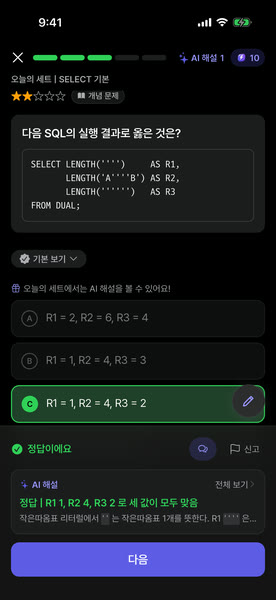 9:41
AI 해설 1
10
오늘의 세트 | SELECT 기본
개념 문제
다음 SQL의 실행 결과로 옳은 것은?
SELECT LENGTH('''') AS R1,
LENGTH('A''''B') AS R2,
LENGTH('''''') AS R3
FROM DUAL;
기본 보기
오늘의 세트에서는 AI 해설을 볼 수 있어요!
A R1 = 2, R2 = 6, R3 = 4
B R1 = 1, R2 = 4, R3 = 3
C R1 = 1, R2 = 4, R3 = 2
정답이에요
신고
AI 해설
전체 보기
정답 | R1 1, R2 4, R3 2 로 세 값이 모두 맞음
작은따옴표 리터럴에서 '' 는 작은따옴표 1개를 뜻한다. R1 '''' 은...
다음